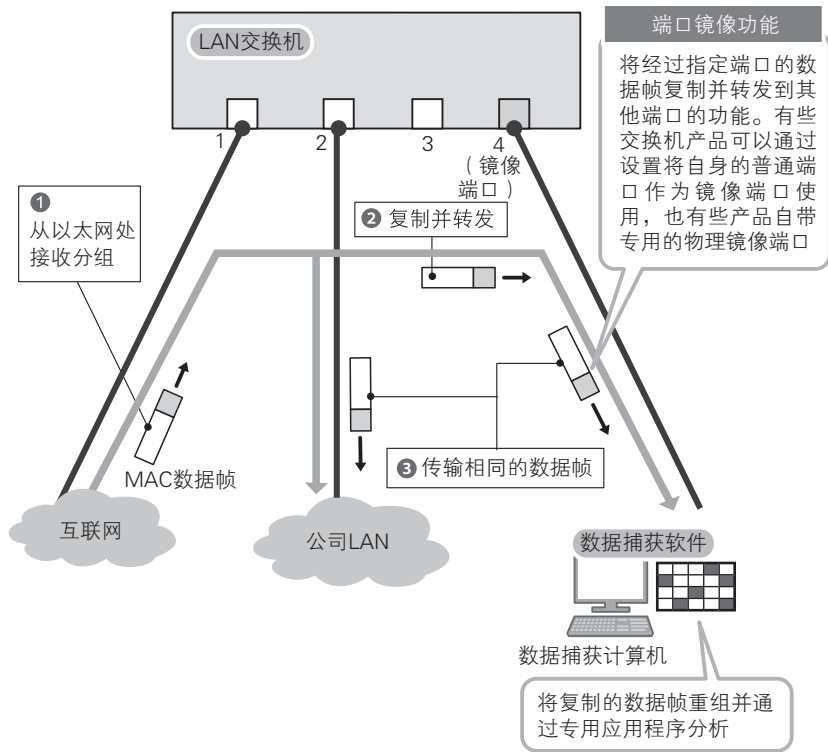 LAN交换机
1
2
3
4
（镜像
端口）
端口镜像功能
将经过指定端口的数
据帧复制并转发到其
他端口的功能。有些
交换机产品可以通过
设置将自身的普通端
口作为镜像端口使
用，也有些产品自带
专用的物理镜像端口
❶
从以太网处
接收分组
❷ 复制并转发
❸ 传输相同的数据帧
MAC数据帧
互联网
公司LAN
数据捕获软件
数据捕获计算机
将复制的数据帧重组并通
过专用应用程序分析